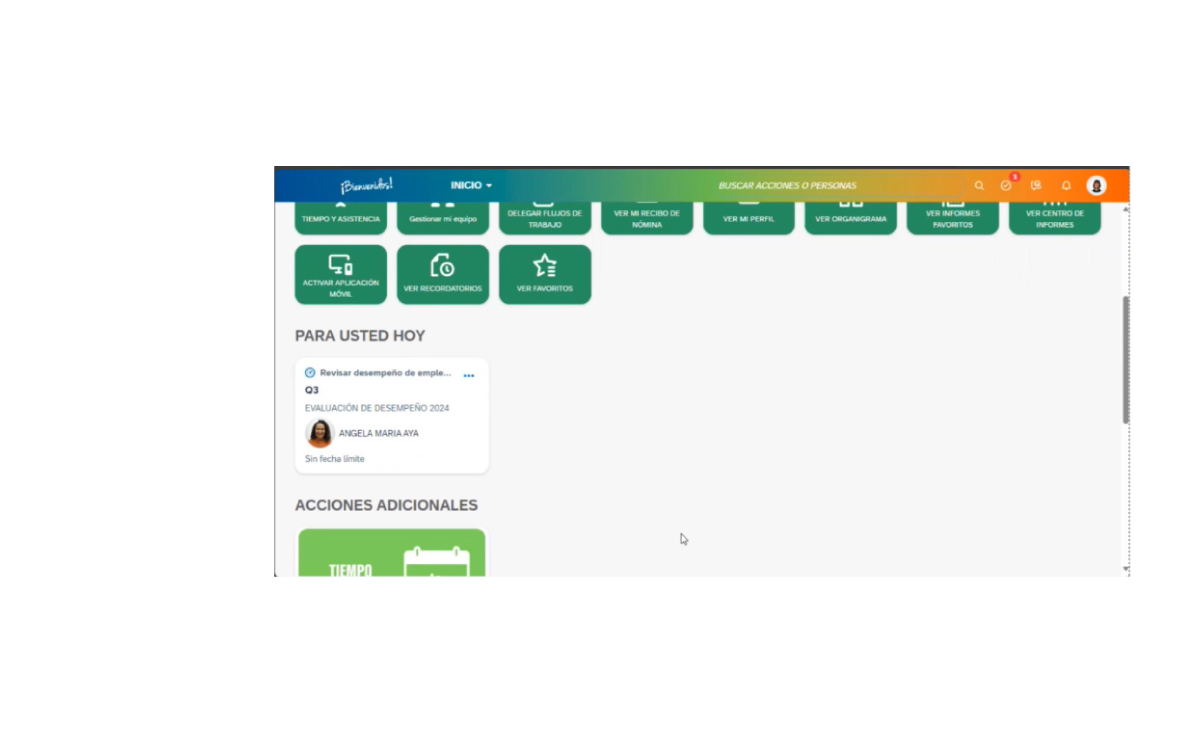 ¡Bienvenidos!
INICIO
BUSCAR ACCIONES O PERSONAS
3
TIEMPO Y ASISTENCIA
Gestionar mi equipo
DELEGAR FLUJOS DE
TRABAJO
VER MI RECIBO DE
NÓMINA
VER MI PERFIL
VER ORGANIGRAMA
VER INFORMES
FAVORITOS
VER CENTRO DE
INFORMES
ACTIVAR APLICACIÓN
MÓVIL
VER RECORDATORIOS
VER FAVORITOS
PARA USTED HOY
Revisar desempeño de emple...
Q3
EVALUACIÓN DE DESEMPEÑO 2024
ANGELA MARIA AYA
Sin fecha límite
ACCIONES ADICIONALES
TIEMPO